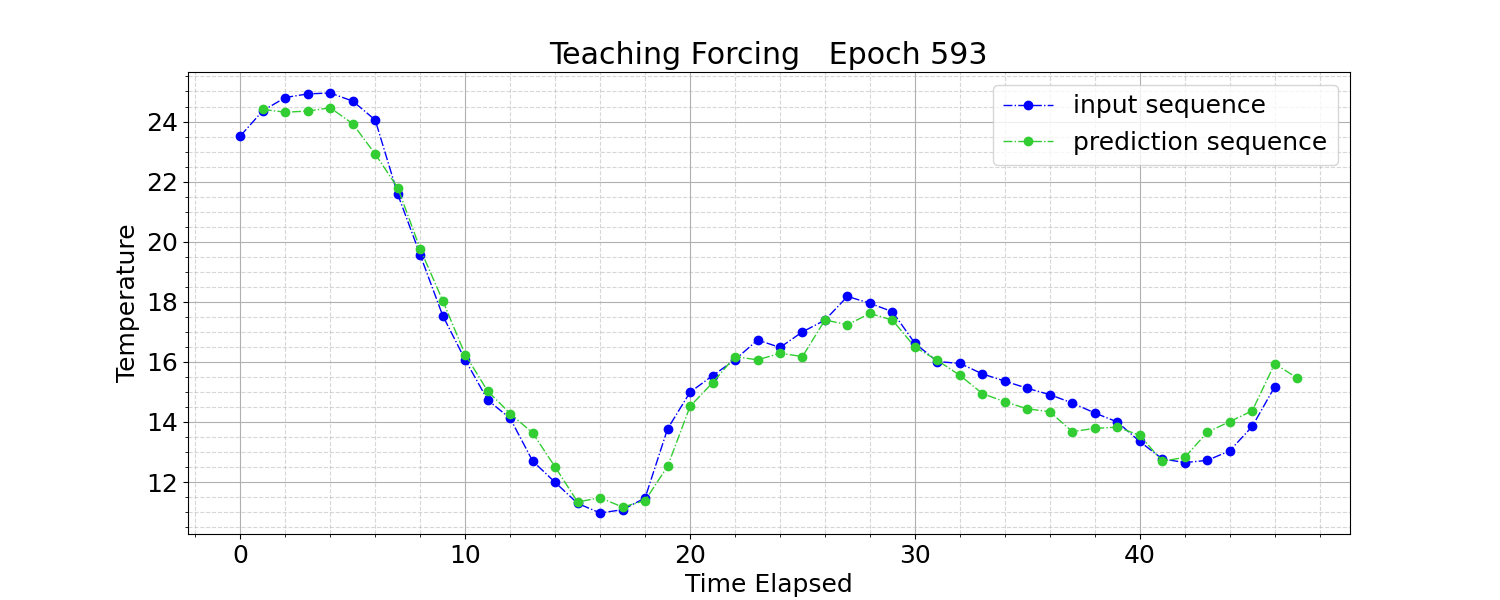 Teaching Forcing   Epoch 593
input sequence
prediction sequence
24
22
20
18
16
14
12
Temperature
0 10 20 30 40
Time Elapsed